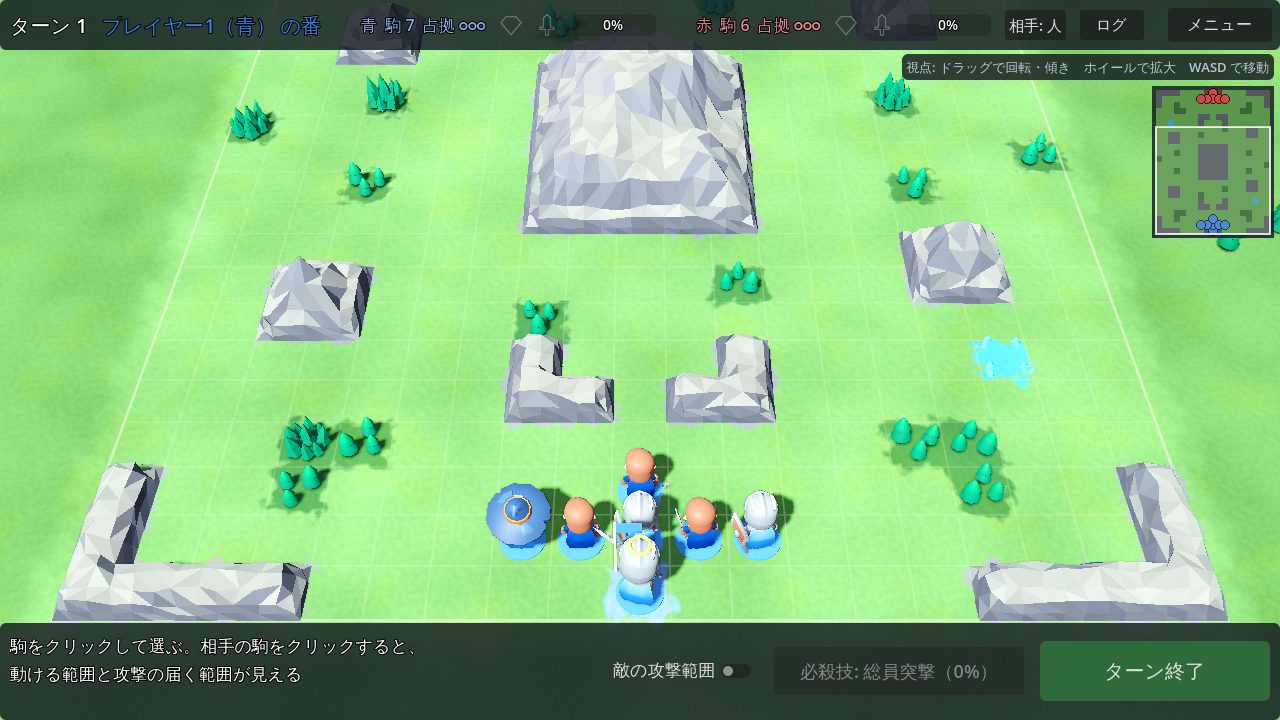 ターン 1 プレイヤー1（青） の番 青 駒 7 占拠 0% 赤 駒 6 占拠 0% 相手: 人 ログ メニュー
視点: ドラッグで回転・傾き ホイールで拡大 WASD で移動
駒をクリックして選ぶ。相手の駒をクリックすると、
動ける範囲と攻撃の届く範囲が見える
敵の攻撃範囲 必殺技: 総員突撃（0%） ターン終了